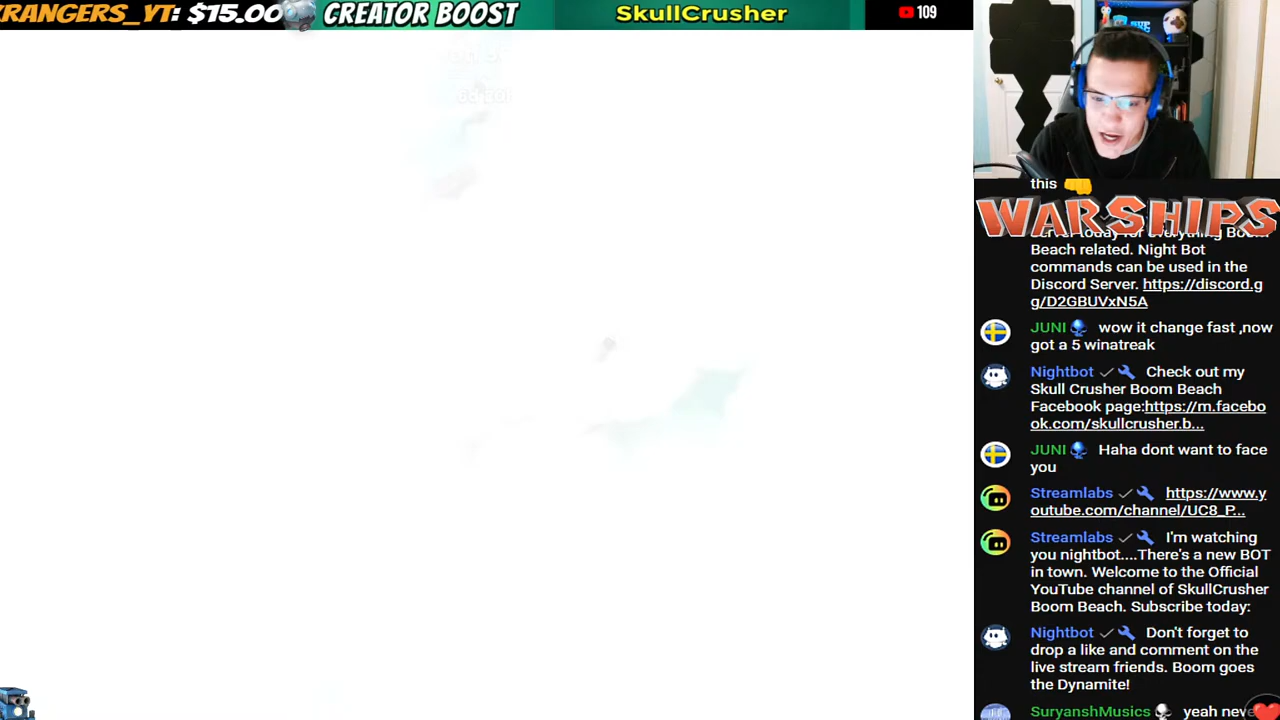 RANGERS_YT: $15.00
CREATOR BOOST
SkullCrusher
109
this
WARSHIPS
server today for everything Boom
Beach related. Night Bot
commands can be used in the
Discord Server. https://discord.g
g/D2GBUVxN5A
JUNI wow it change fast ,now
got a 5 winatreak
Nightbot Check out my
Skull Crusher Boom Beach
Facebook page:https://m.facebo
ok.com/skullcrusher.b...
JUNI Haha dont want to face
you
Streamlabs https://www.y
outube.com/channel/UC8_P...
Streamlabs I'm watching
you nightbot....There's a new BOT
in town. Welcome to the Official
YouTube channel of SkullCrusher
Boom Beach. Subscribe today:
Nightbot Don't forget to
drop a like and comment on the
live stream friends. Boom goes
the Dynamite!
SuryanshMusics yeah neve